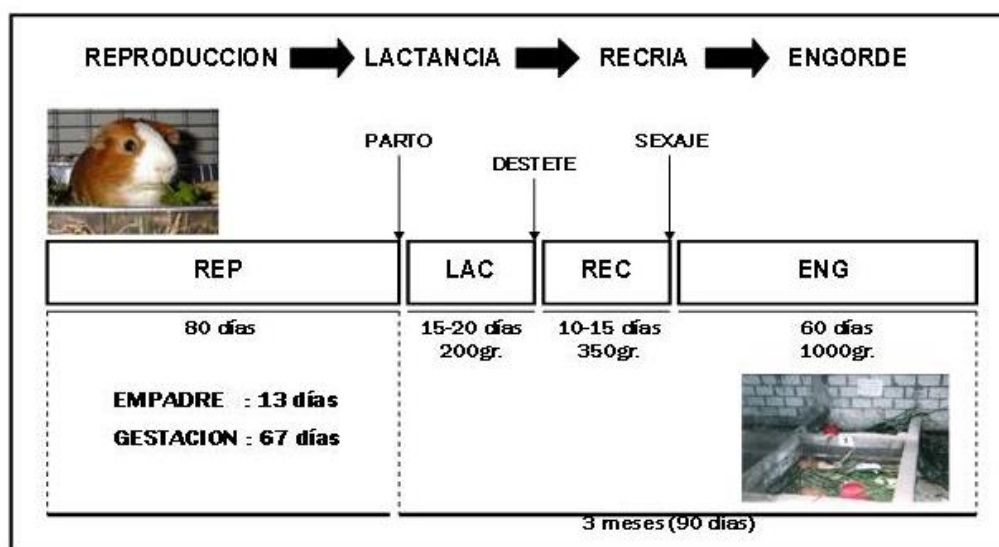 REPRODUCCION LACTANCIA RECRIA ENGORDE
PARTO
DESTETE
SEXAJE
REP
LAC
REC
ENG
80 días
15-20 días
200gr.
10-15 días
350gr.
60 días
1000gr.
EMPADRE : 13 días
GESTACION : 67 días
3 meses (90 dias)